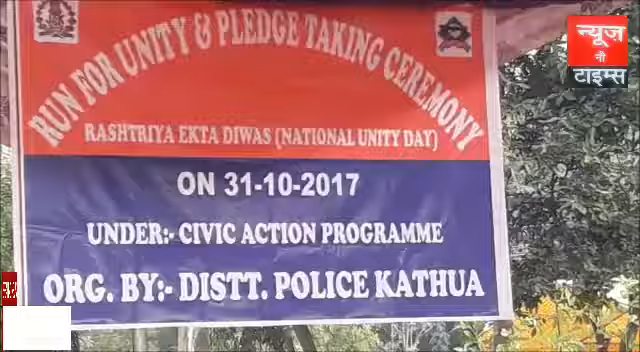 RUN FOR UNITY & PLEDGE TAKING CEREMONY
RASHTRIYA EKTA DIWAS (NATIONAL UNITY DAY)
ON 31-10-2017
UNDER:- CIVIC ACTION PROGRAMME
ORG. BY:- DISTT. POLICE KATHUA
न्यूज़
नौ
टाइम्स